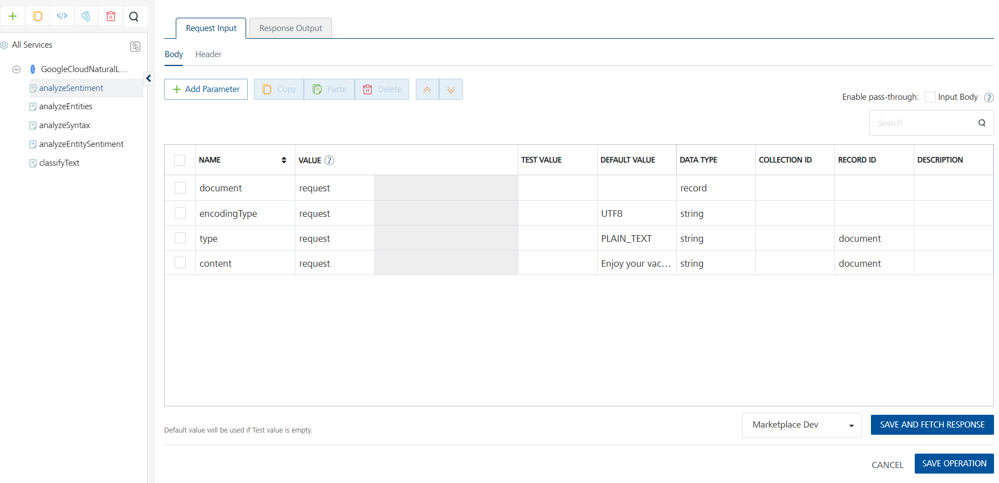 All Services
GoogleCloudNaturalL...
analyzeSentiment
analyzeEntities
analyzeSyntax
analyzeEntitySentiment
classifyText
Request Input
Response Output
Body
Header
Add Parameter
Copy
Paste
Delete
Enable pass-through:
Input Body
Search
NAME
VALUE
TEST VALUE
DEFAULT VALUE
DATA TYPE
COLLECTION ID
RECORD ID
DESCRIPTION
document
request
record
encodingType
request
UTF8
string
type
request
PLAIN_TEXT
string
document
content
request
Enjoy your vac...
string
document
Default value will be used if Test value is empty.
Marketplace Dev
SAVE AND FETCH RESPONSE
CANCEL
SAVE OPERATION